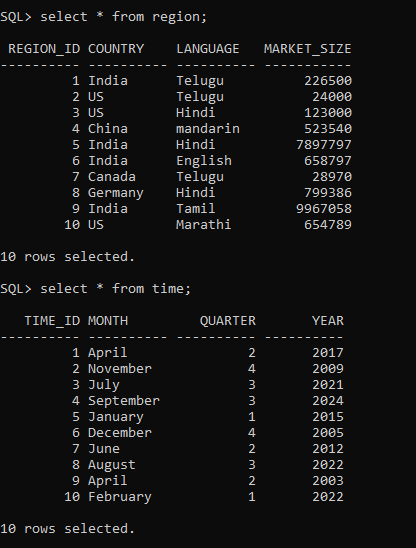 SQL> select * from region;
REGION_ID COUNTRY    LANGUAGE   MARKET_SIZE
---------- ---------- ---------- -----------
         1 India      Telugu          226500
         2 US         Telugu           24000
         3 US         Hindi           123000
         4 China      mandarin        523540
         5 India      Hindi          7897797
         6 India      English         658797
         7 Canada     Telugu           28970
         8 Germany    Hindi           799386
         9 India      Tamil          9967058
        10 US         Marathi         654789
10 rows selected.
SQL> select * from time;
   TIME_ID MONTH         QUARTER       YEAR
---------- ---------- ---------- ----------
         1 April               2       2017
         2 November            4       2009
         3 July                3       2021
         4 September           3       2024
         5 January             1       2015
         6 December            4       2005
         7 June                2       2012
         8 August              3       2022
         9 April               2       2003
        10 February            1       2022
10 rows selected.